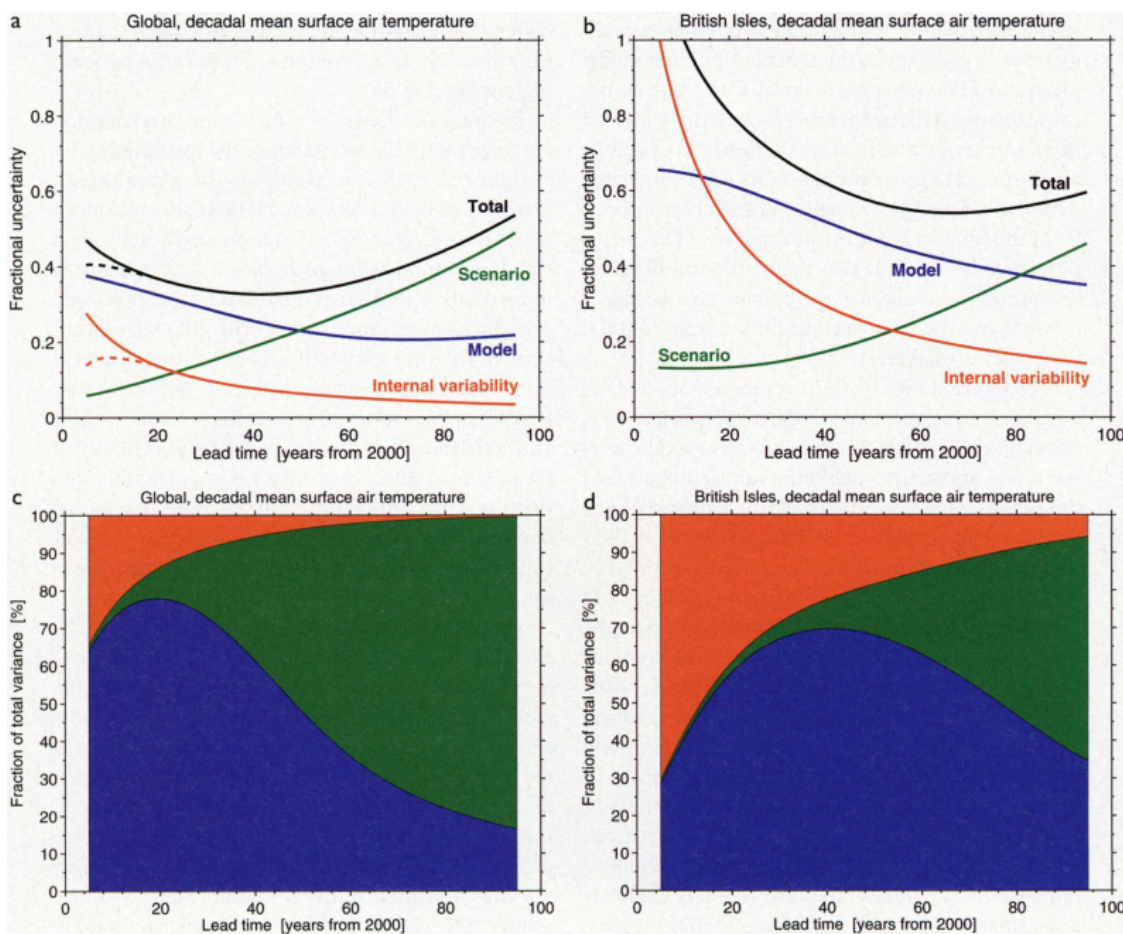 a
Global, decadal mean surface air temperature
1
0.8
0.6
0.4
0.2
0
Fractional uncertainty
Total
Scenario
Model
Internal variability
0 20 40 60 80 100
Lead time [years from 2000]
b
British Isles, decadal mean surface air temperature
1
0.8
0.6
0.4
0.2
0
Fractional uncertainty
Total
Model
Scenario
Internal variability
0 20 40 60 80 100
Lead time [years from 2000]
c
Global, decadal mean surface air temperature
100
90
80
70
60
50
40
30
20
10
0
Fraction of total variance [%]
0 20 40 60 80 100
Lead time [years from 2000]
d
British Isles, decadal mean surface air temperature
100
90
80
70
60
50
40
30
20
10
0
Fraction of total variance [%]
0 20 40 60 80 100
Lead time [years from 2000]